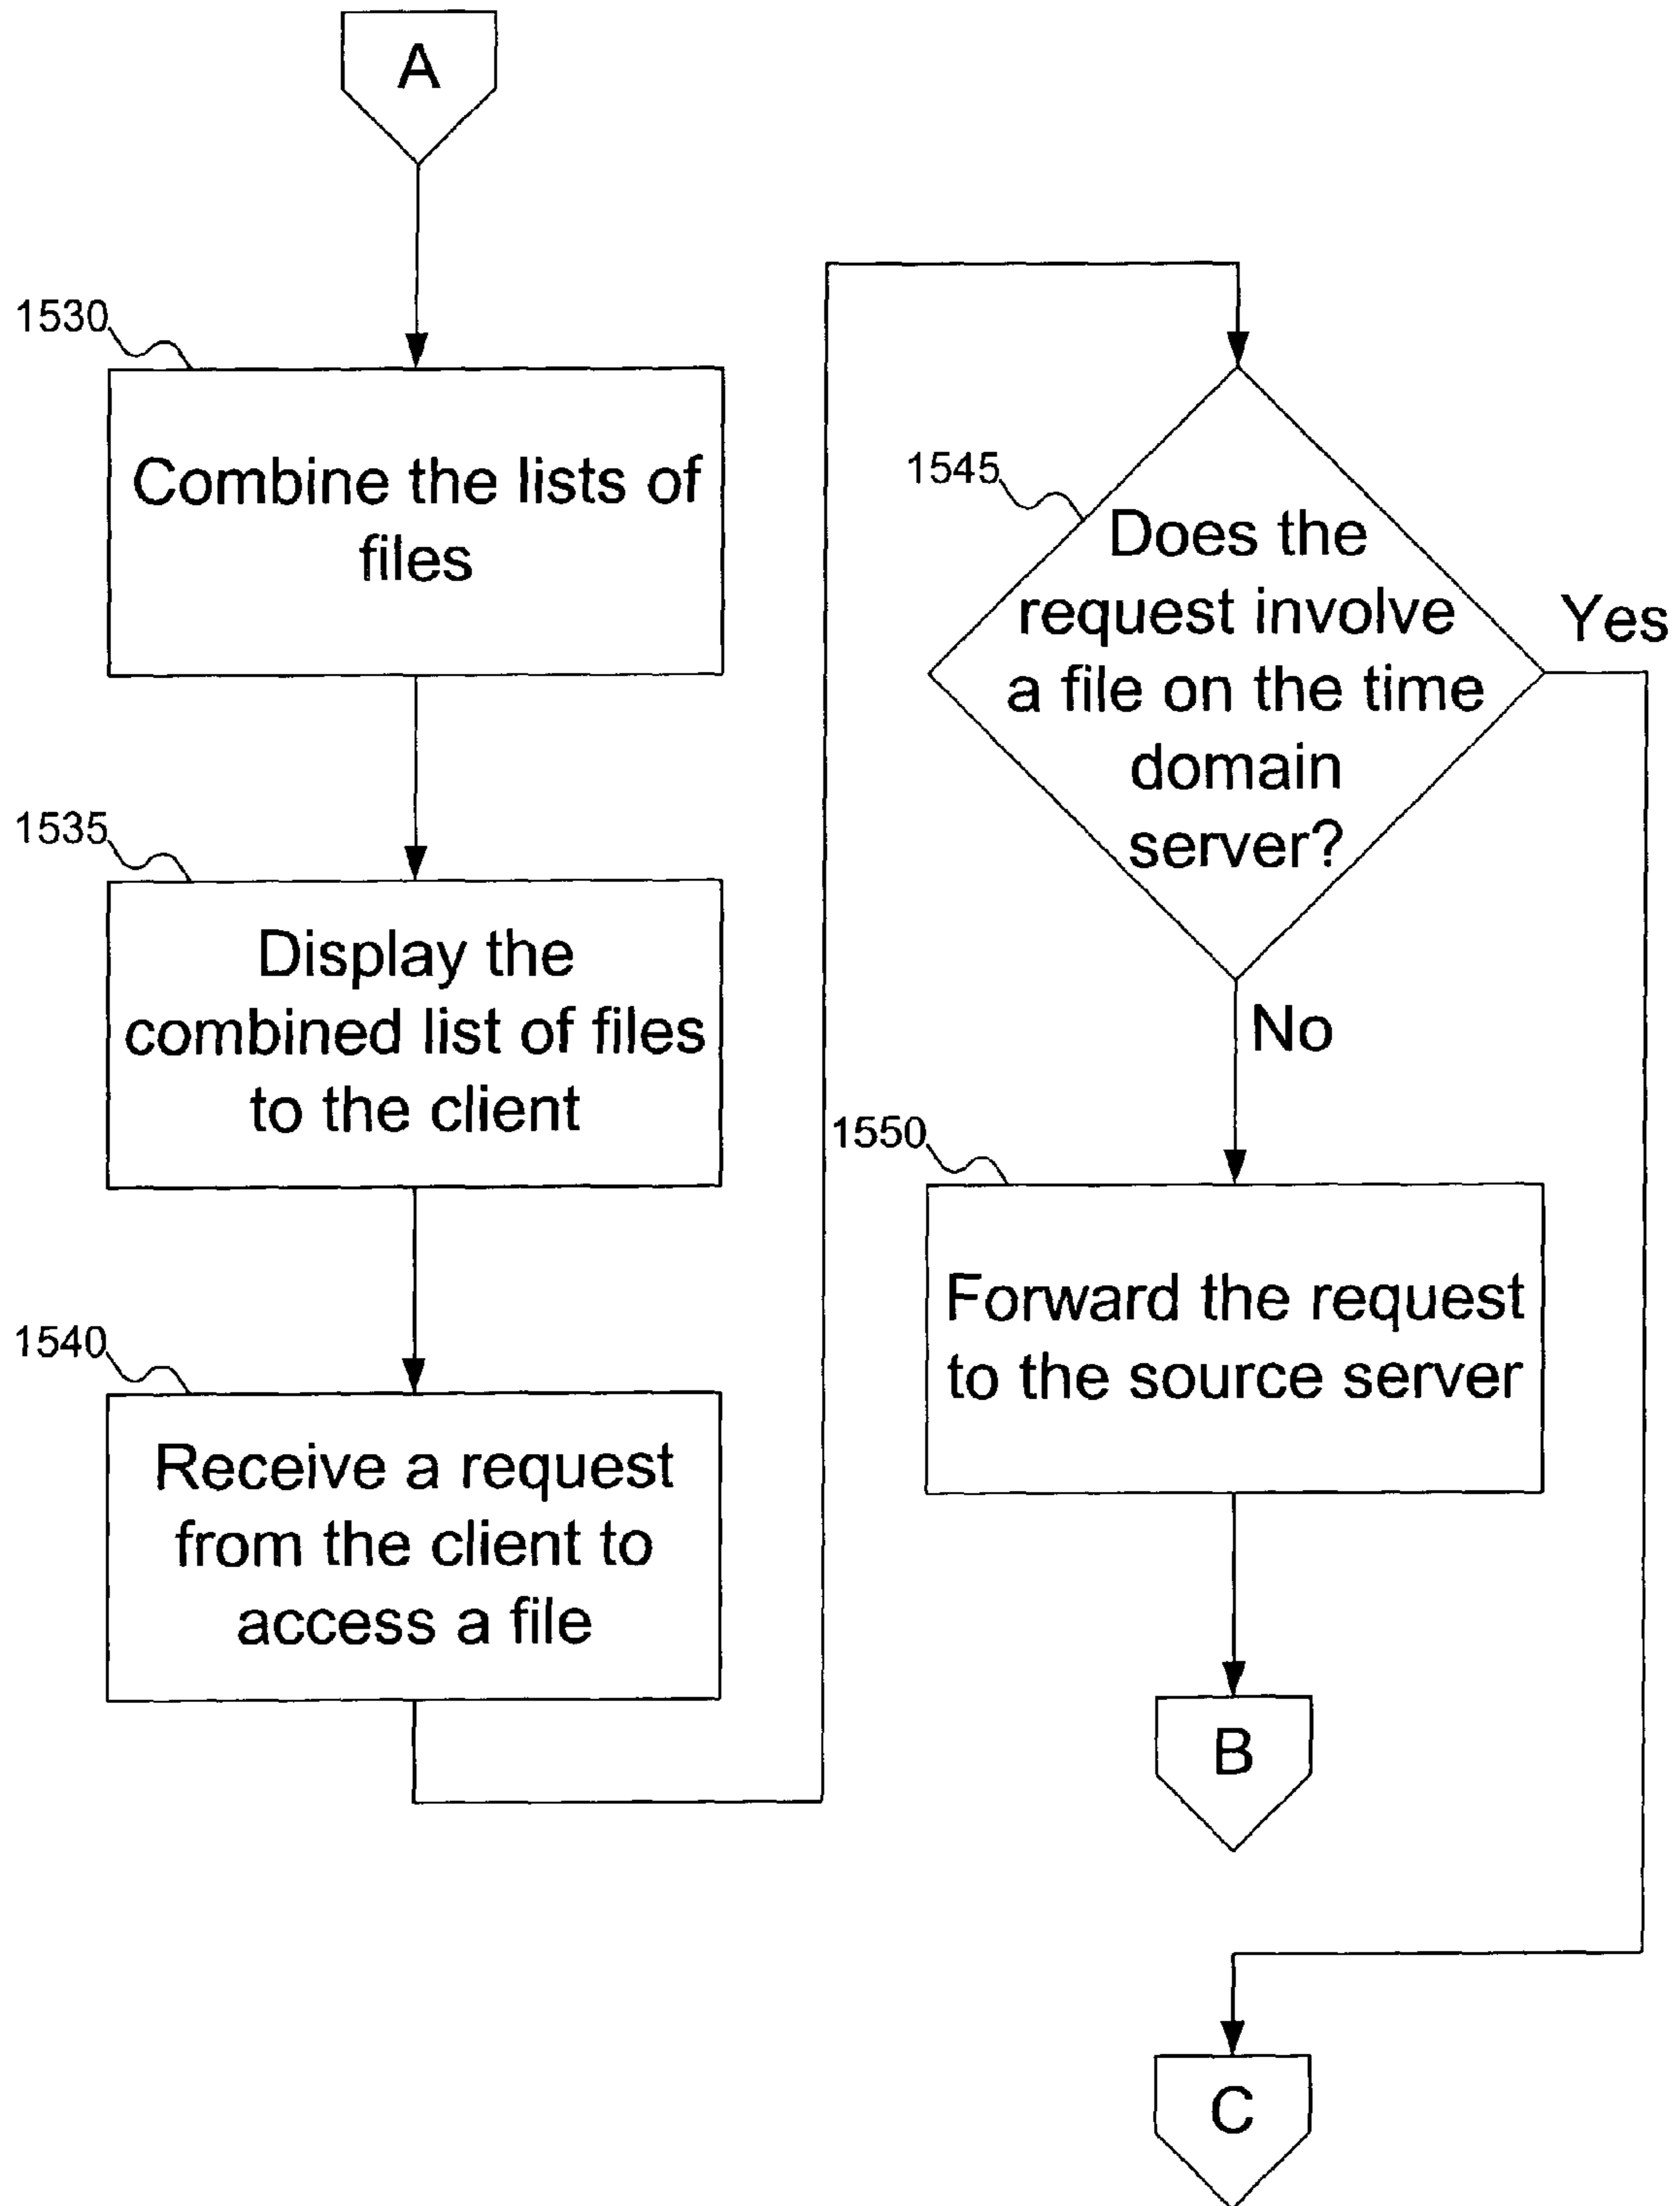 A
1530
Combine the lists of
files
1535
Display the
combined list of files
to the client
1540
Receive a request
from the client to
access a file
1545
Does the
request involve
a file on the time
domain
server?
Yes
No
1550
Forward the request
to the source server
B
C